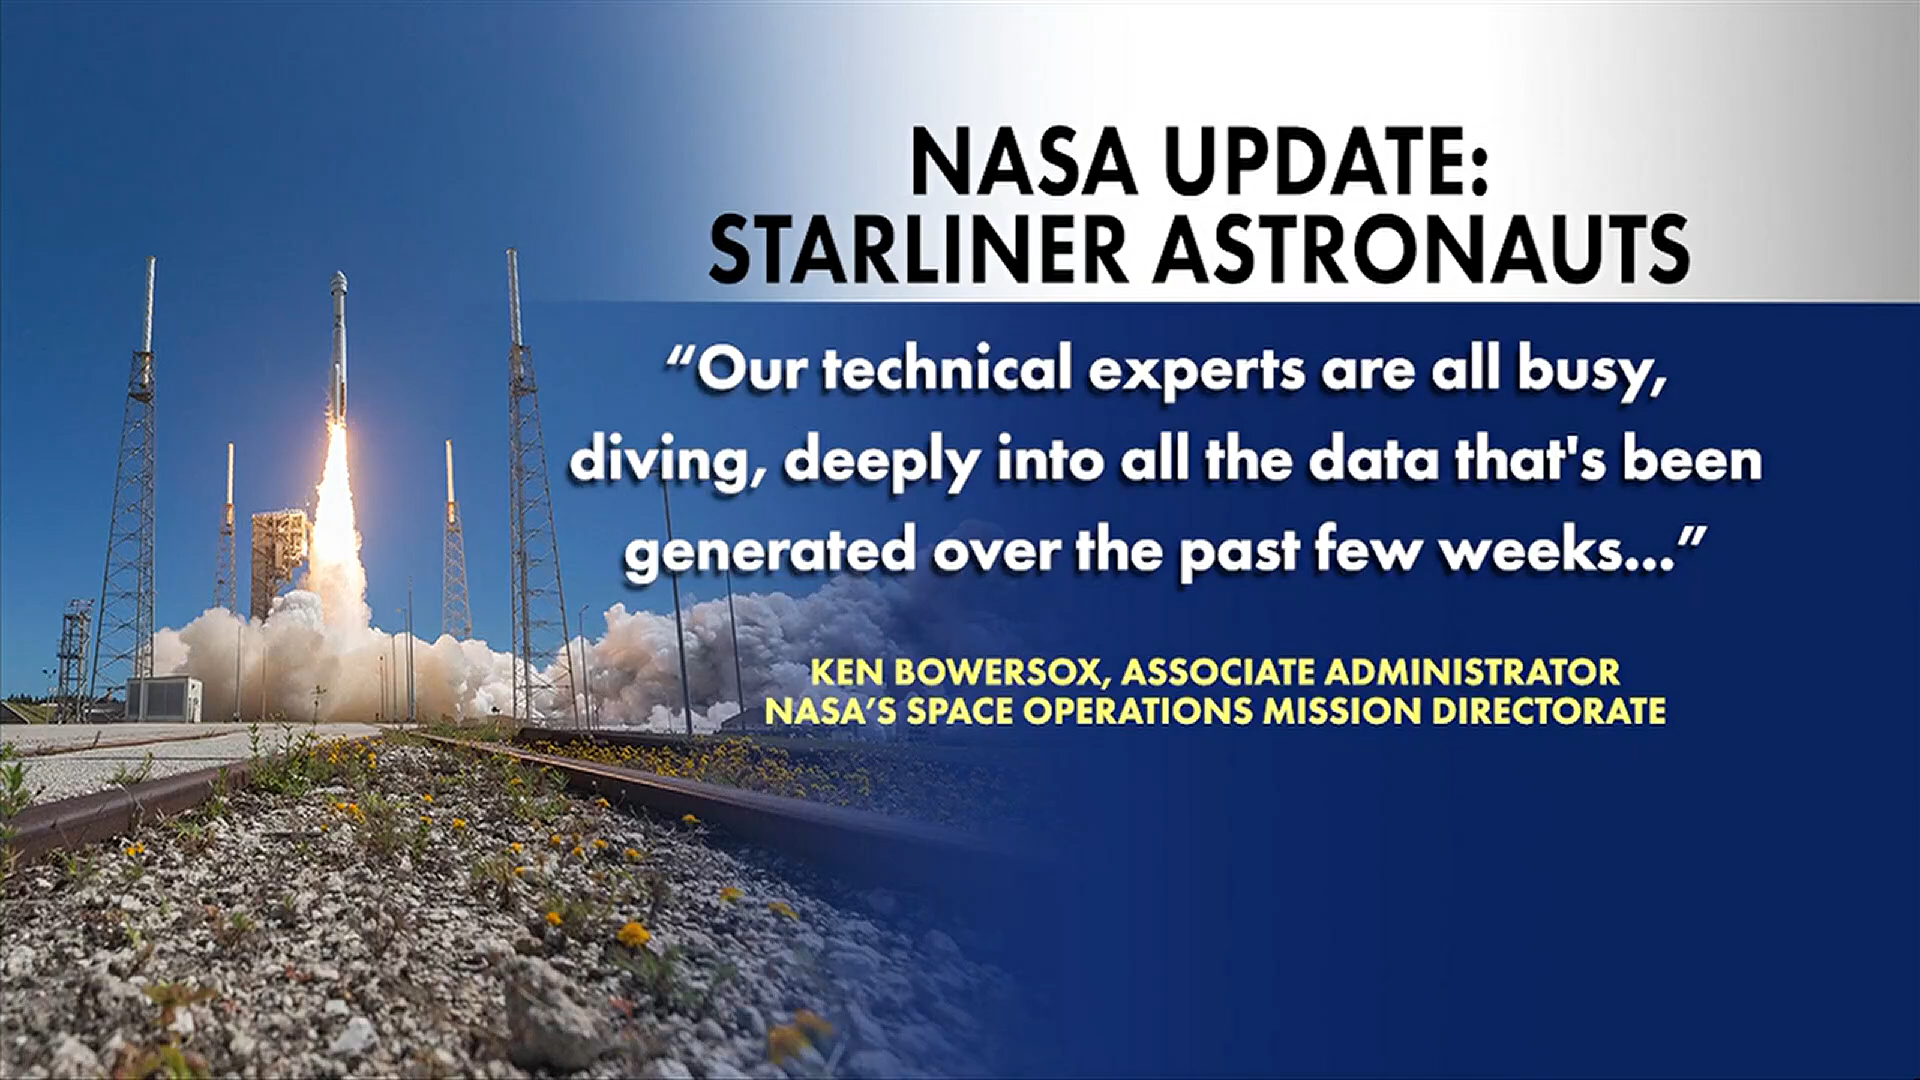 NASA UPDATE:
STARLINER ASTRONAUTS
“Our technical experts are all busy,
diving, deeply into all the data that's been
generated over the past few weeks...”
KEN BOWERSOX, ASSOCIATE ADMINISTRATOR
NASA’S SPACE OPERATIONS MISSION DIRECTORATE